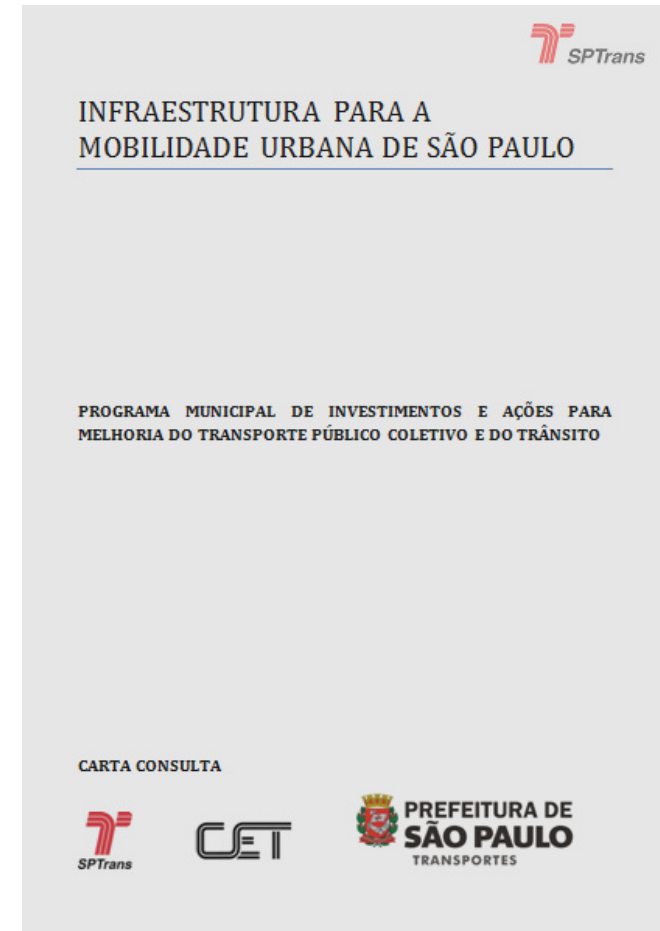 SPTrans
INFRAESTRUTURA PARA A
MOBILIDADE URBANA DE SÃO PAULO
PROGRAMA MUNICIPAL DE INVESTIMENTOS E AÇÕES PARA
MELHORIA DO TRANSPORTE PÚBLICO COLETIVO E DO TRÂNSITO
CARTA CONSULTA
SPTrans
CET
PREFEITURA DE
SÃO PAULO
TRANSPORTES